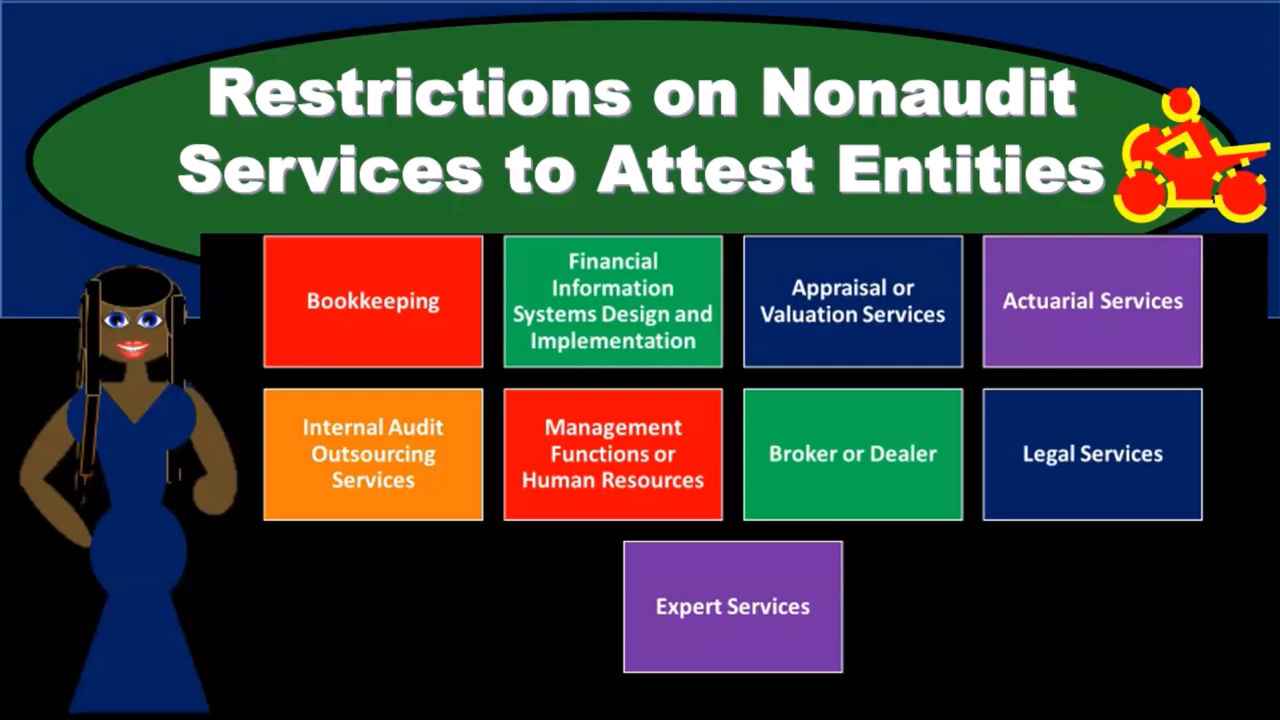 Restrictions on Nonaudit
Services to Attest Entities
Bookkeeping
Financial
Information
Systems Design and
Implementation
Appraisal or
Valuation Services
Actuarial Services
Internal Audit
Outsourcing
Services
Management
Functions or
Human Resources
Broker or Dealer
Legal Services
Expert Services